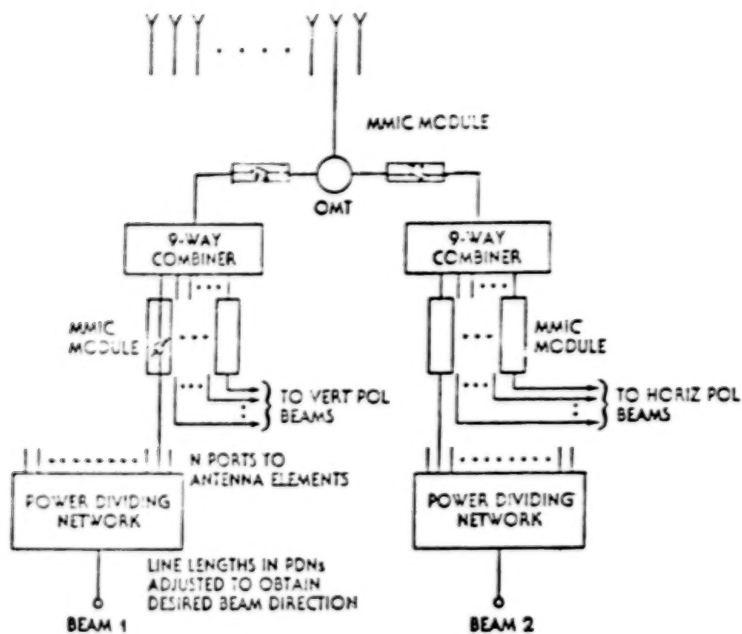 MMIC MODULE
OMT
9-WAY
COMBINER
9-WAY
COMBINER
MMIC
MODULE
MMIC
MODULE
TO VERT POL
BEAMS
TO HORIZ POL
BEAMS
N PORTS TO
ANTENNA ELEMENTS
POWER DIVIDING
NETWORK
POWER DIVIDING
NETWORK
LINE LENGTHS IN PDNs
ADJUSTED TO OBTAIN
DESIRED BEAM DIRECTION
BEAM 1
BEAM 2